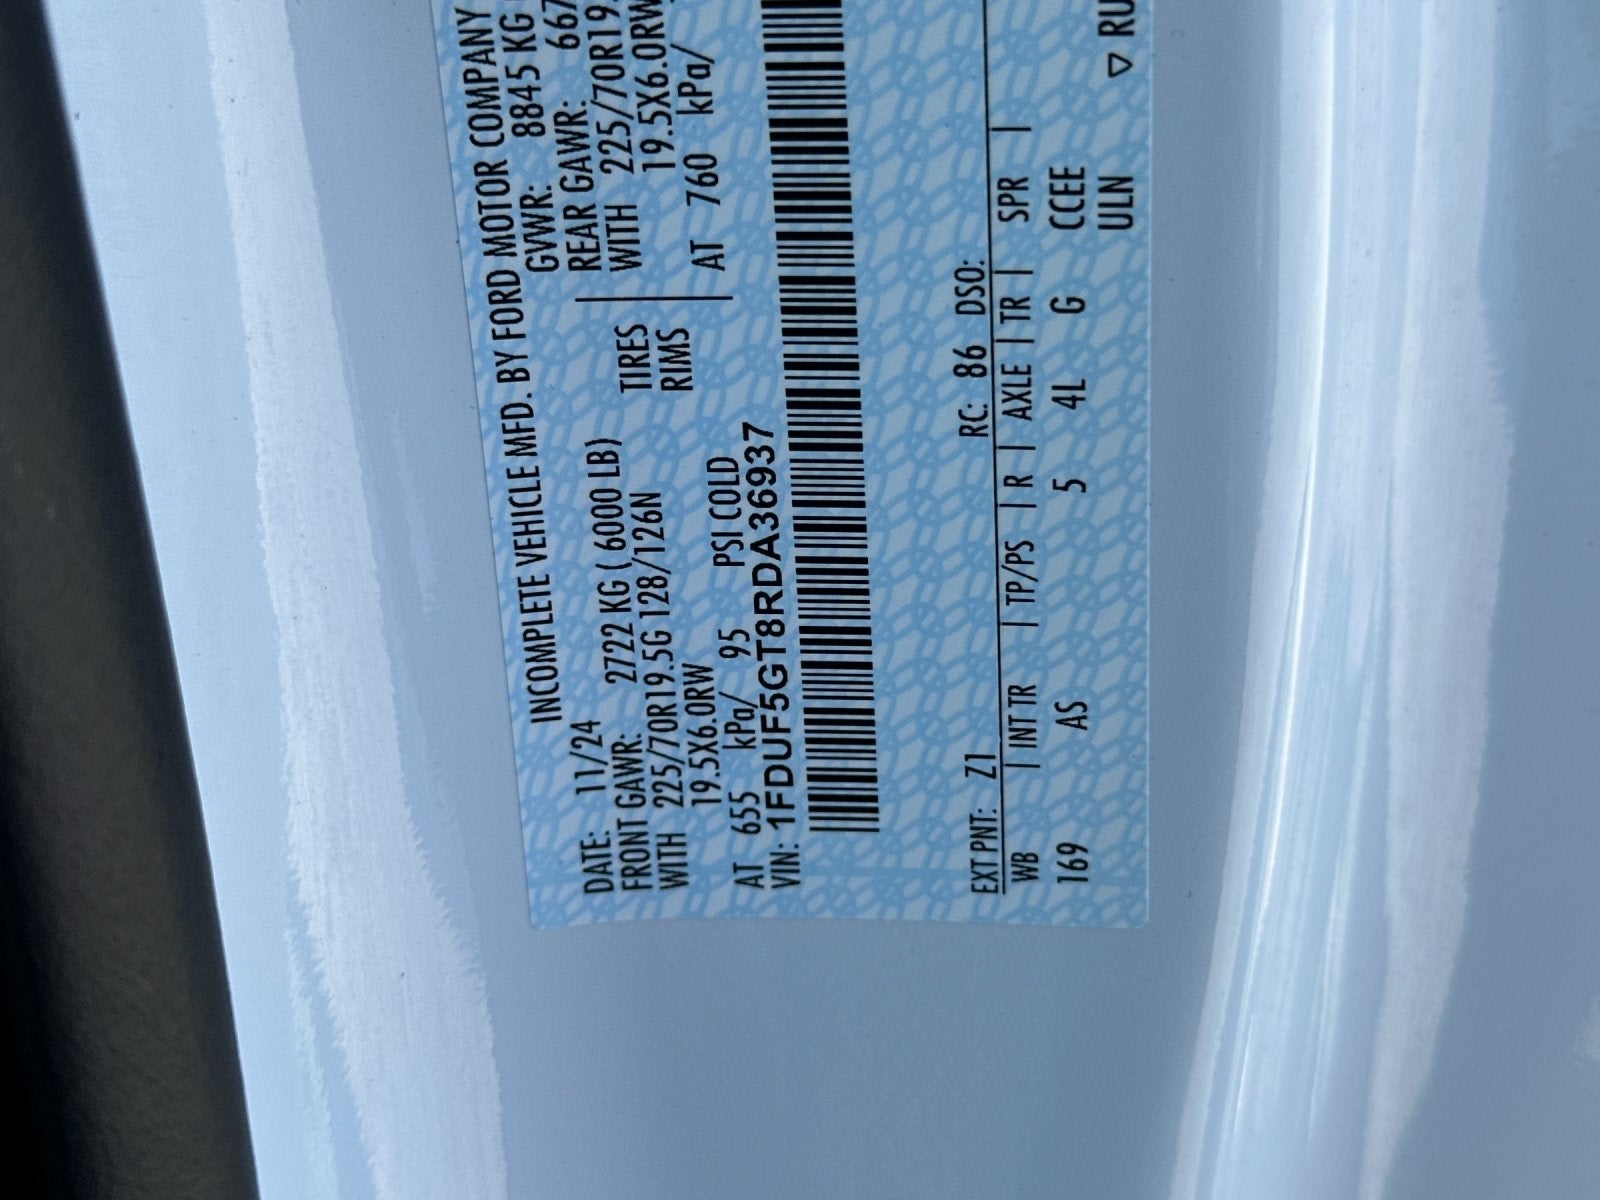 INCOMPLETE VEHICLE MFD. BY FORD MOTOR COMPANY
DATE: 11/24 GVWR: 8845 KG
FRONT GAWR: 2722 KG ( 6000 LB) REAR GAWR: 667
WITH 225/70R19.5G 128/126N TIRES WITH 225/70R19.
19.5X6.0RW RIMS 19.5X6.0RW
AT 655 kPa/ 95 PSI COLD AT 760 kPa/
VIN: 1FDUF5GT8RDA36937
EXT PNT: Z1 RC: 86 DSO:
WB | INT TR | TP/PS | R | AXLE | TR | SPR |
169 AS 5 4L G CCEE
ULN
▽ RU